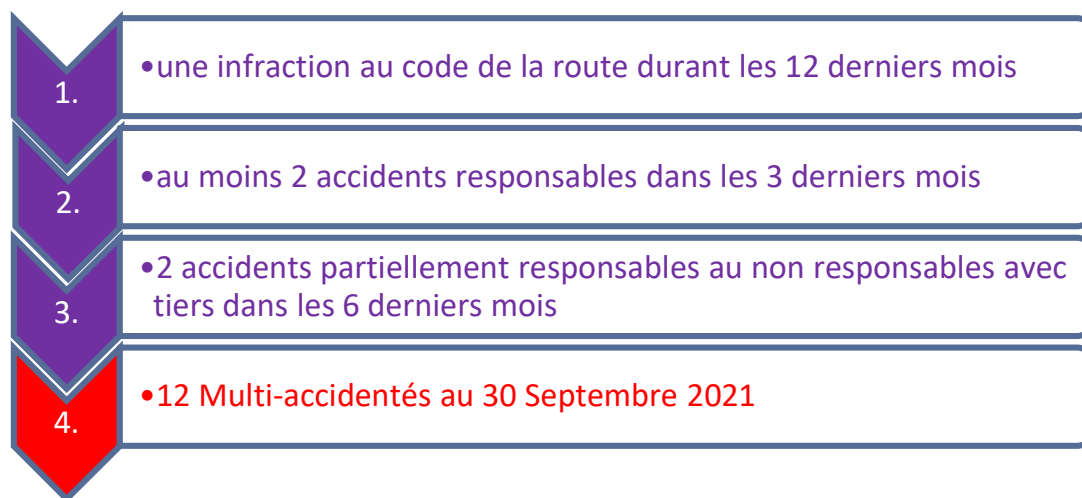 1.
•une infraction au code de la route durant les 12 derniers mois
2.
•au moins 2 accidents responsables dans les 3 derniers mois
3.
•2 accidents partiellement responsables au non responsables avec
tiers dans les 6 derniers mois
4.
•12 Multi-accidentés au 30 Septembre 2021